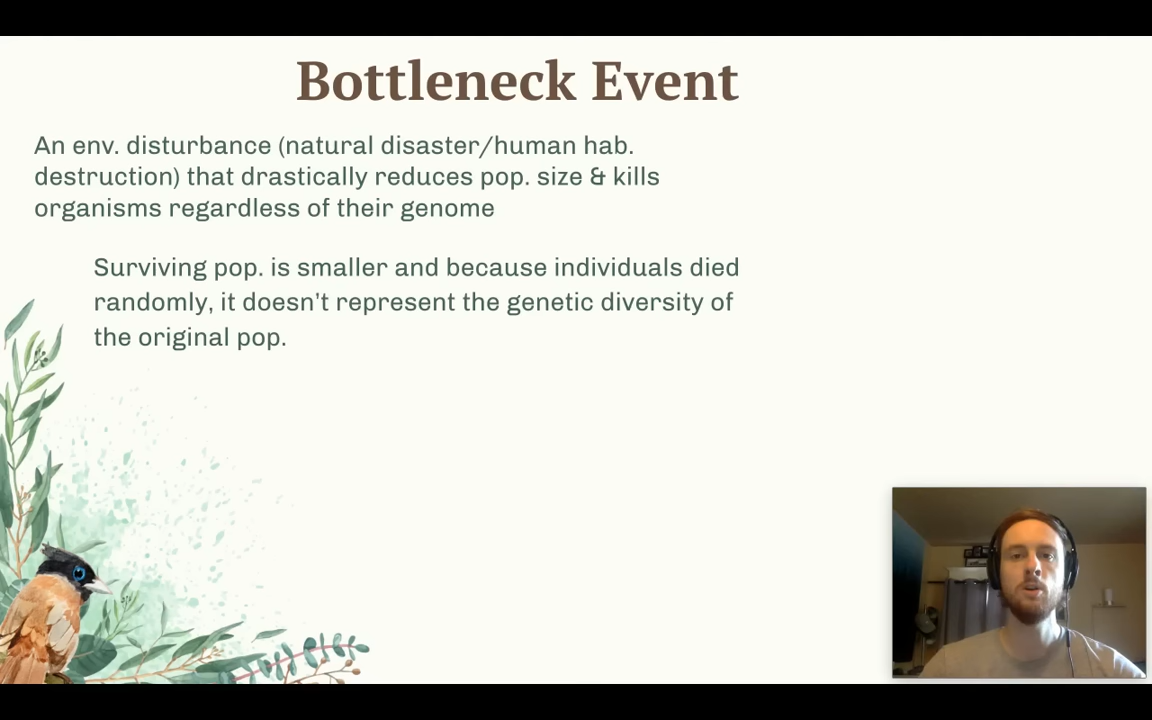 Bottleneck Event
An env. disturbance (natural disaster/human hab.
destruction) that drastically reduces pop. size & kills
organisms regardless of their genome
Surviving pop. is smaller and because individuals died
randomly, it doesn't represent the genetic diversity of
the original pop.